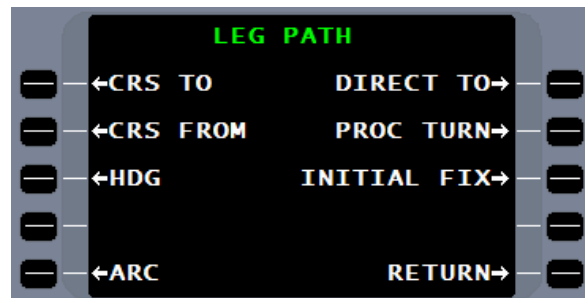 LEG PATH
←CRS TO DIRECT TO→
←CRS FROM PROC TURN→
←HDG INITIAL FIX→
←ARC RETURN→